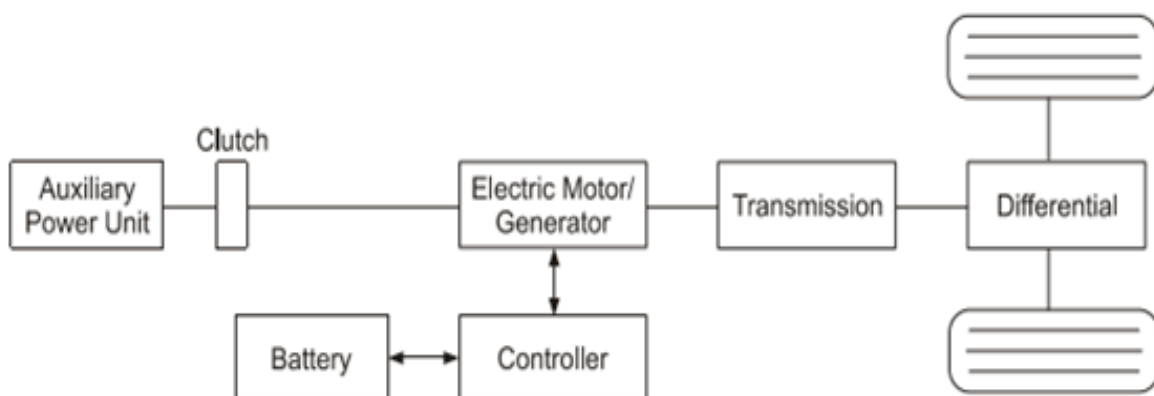 Clutch
Auxiliary
Power Unit
Electric Motor/
Generator
Transmission
Differential
Battery
Controller